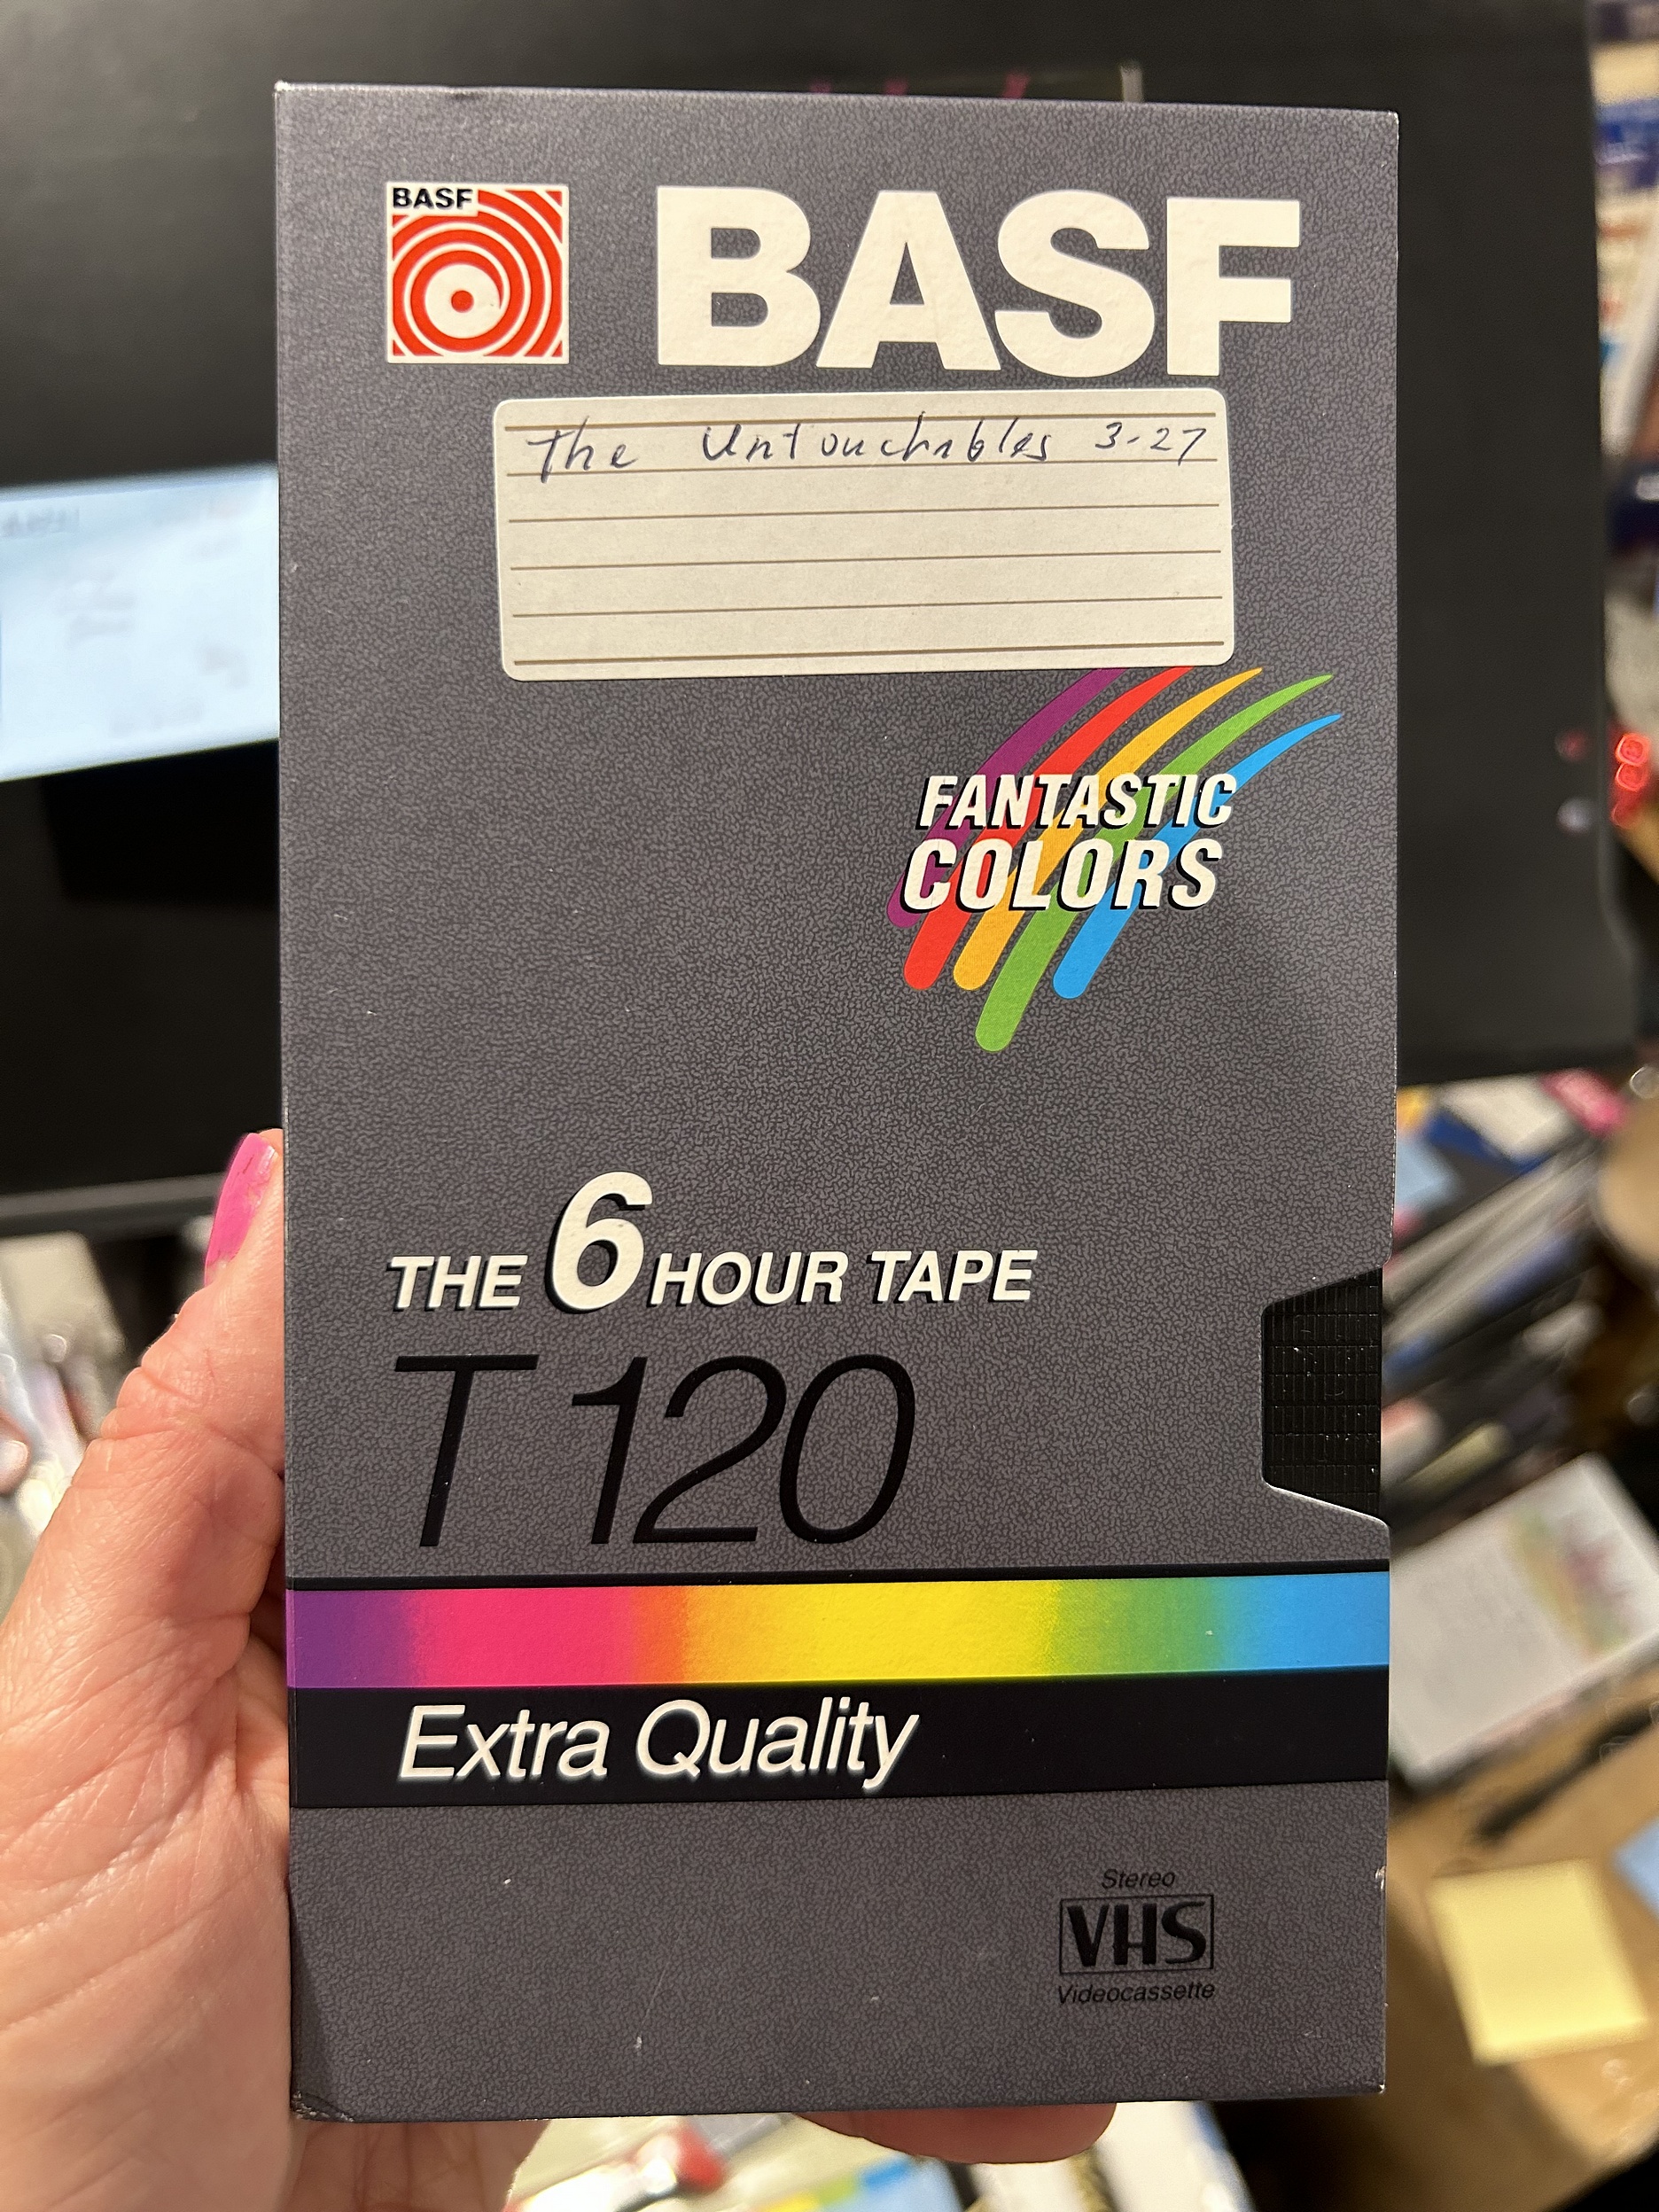 BASF
BASF
The Untouchables 3-27
FANTASTIC
COLORS
THE 6 HOUR TAPE
T 120
Extra Quality
Stereo
VHS
Videocassette